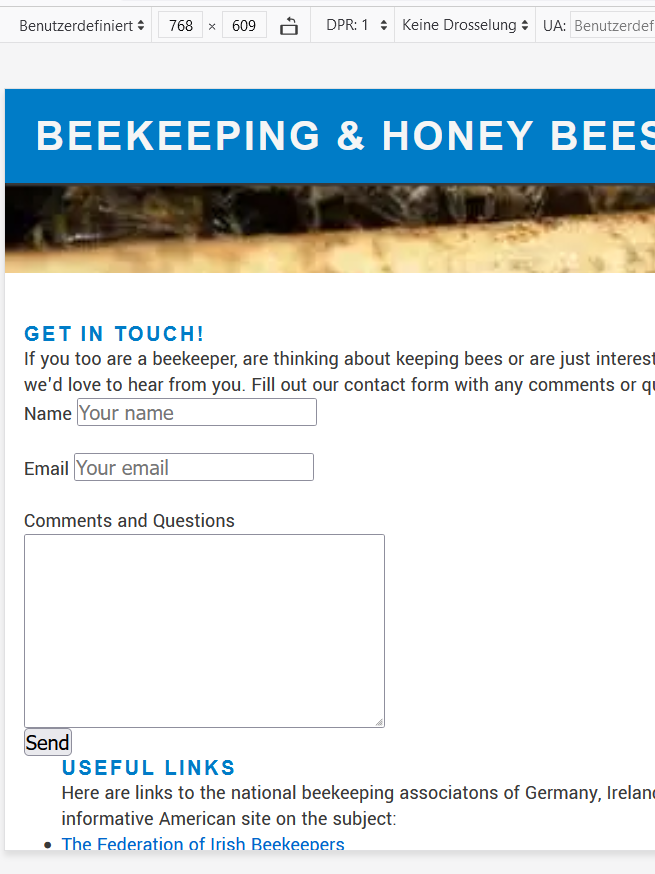 Benutzerdefiniert 768 × 609 DPR: 1 Keine Drosselung UA: Benutzerdef
BEEKEEPING & HONEY BEES
GET IN TOUCH!
If you too are a beekeeper, are thinking about keeping bees or are just interest
we'd love to hear from you. Fill out our contact form with any comments or qu
Name Your name
Email Your email
Comments and Questions
Send
USEFUL LINKS
Here are links to the national beekeeping associatons of Germany, Ireland
informative American site on the subject:
• The Federation of Irish Beekeepers